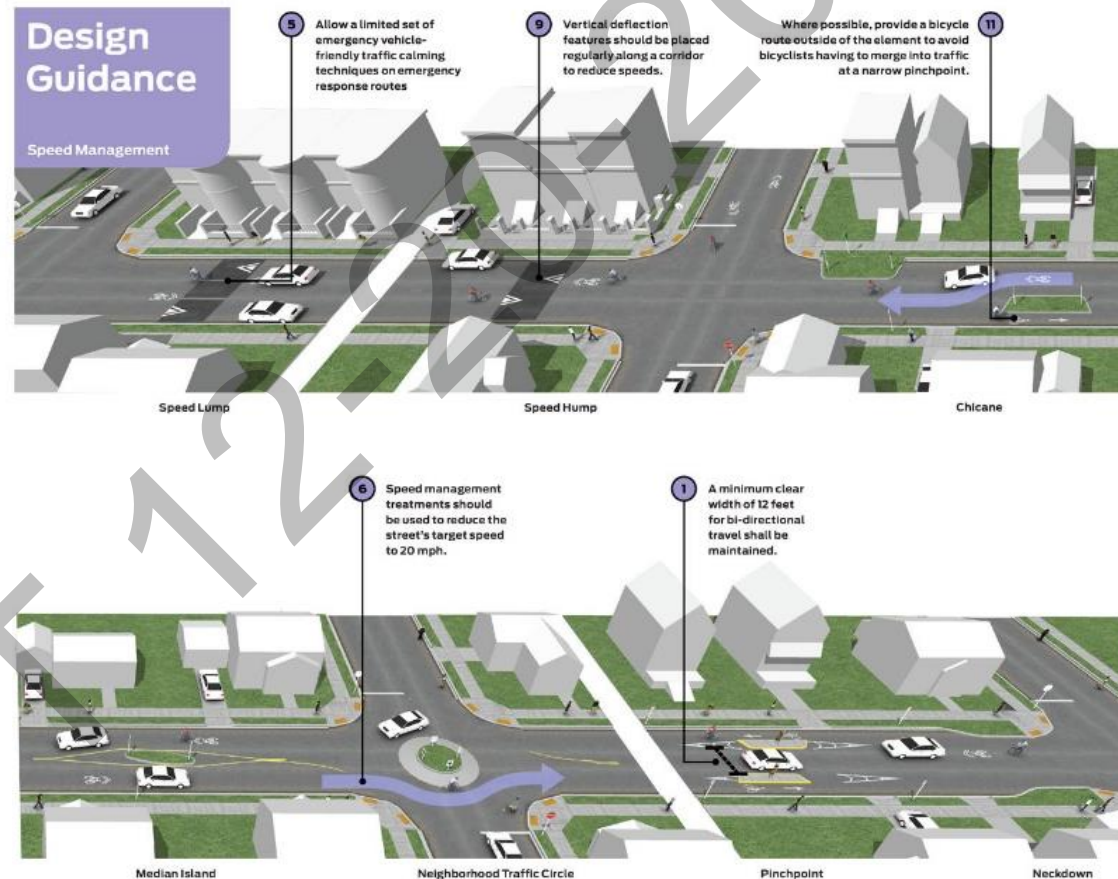 Design
Guidance
Speed Management
5
Allow a limited set of
emergency vehicle-
friendly traffic calming
techniques on emergency
response routes
9
Vertical deflection
features should be placed
regularly along a corridor
to reduce speeds.
Where possible, provide a bicycle
route outside of the element to avoid
bicyclists having to merge into traffic
at a narrow pinchpoint.
11
Speed Lump
Speed Hump
Chicane
6
Speed management
treatments should
be used to reduce the
street's target speed
to 20 mph.
1
A minimum clear
width of 12 feet
for bi-directional
travel shall be
maintained.
Median Island
Neighborhood Traffic Circle
Pinchpoint
Neckdown